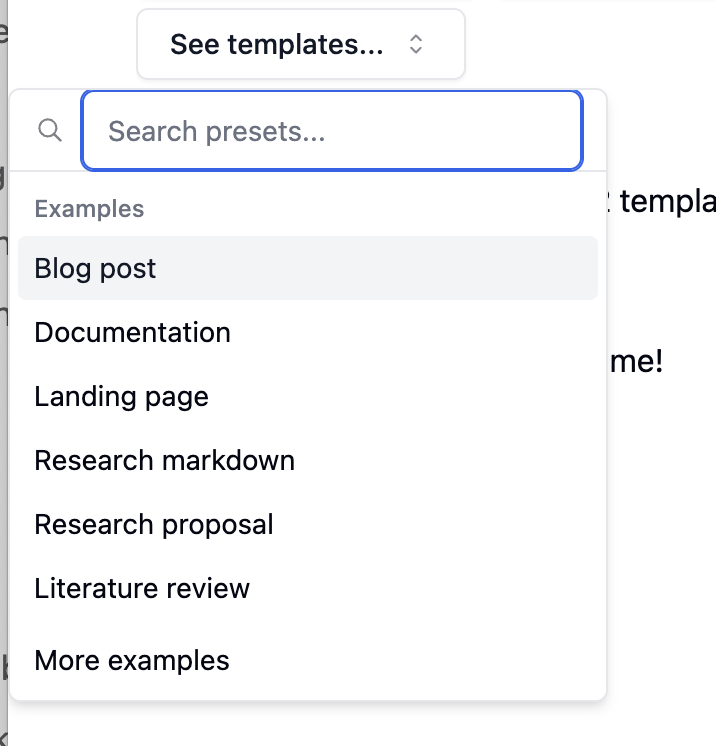 See templates...
Search presets...
Examples
templa
Blog post
Documentation
me!
Landing page
Research markdown
Research proposal
Literature review
More examples